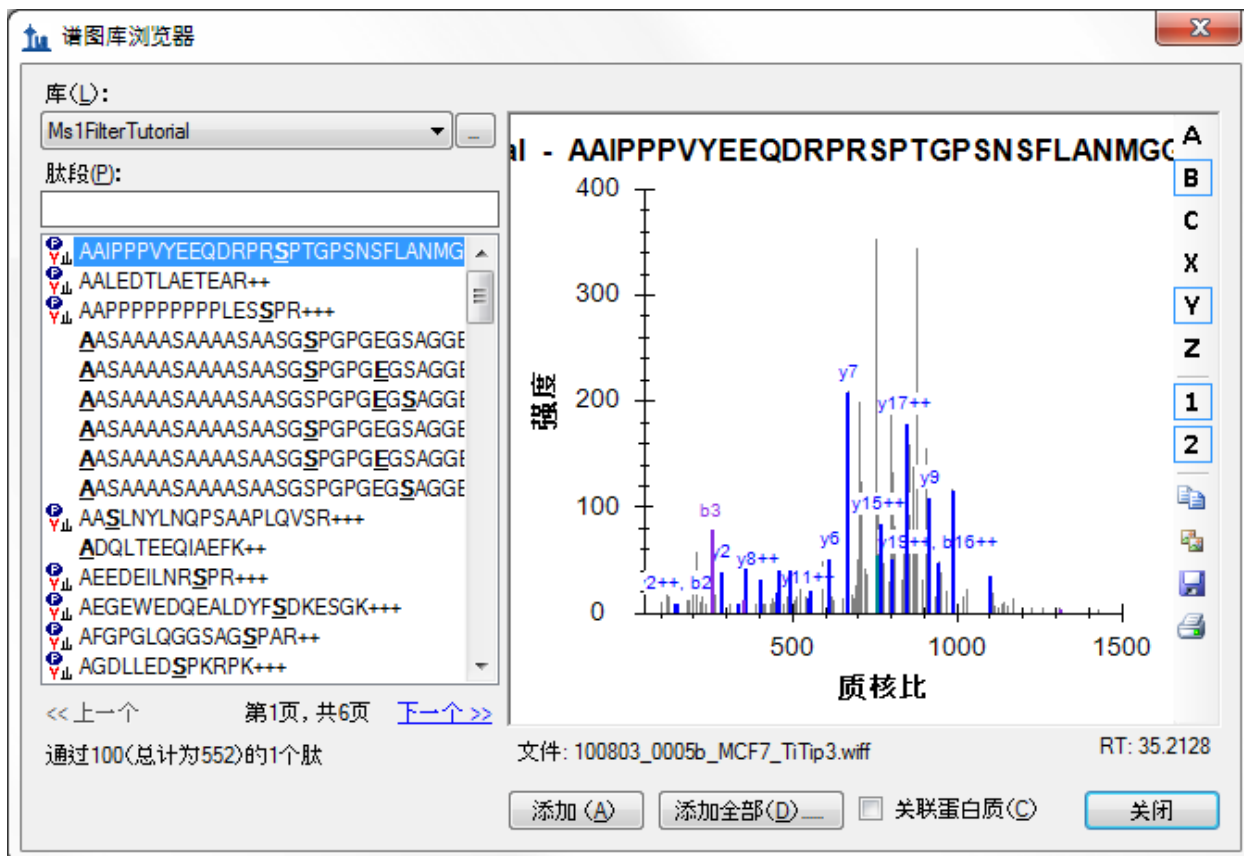 谱图库浏览器
库(L):
Ms1FilterTutorial
...
肽段(P):
AAIPPPVYEEQDRPRSPTGPSNSFLANMG
AALEDTLAETEAR++
AAPPPPPPPPPLESSPR+++
AASAAAASAAAASAASGSPGPGEGSAGGE
AASAAAASAAAASAASGSPGPGEGSAGGE
AASAAAASAAAASAASGSPGPGEGSAGGE
AASAAAASAAAASAASGSPGPGEGSAGGE
AASAAAASAAAASAASGSPGPGEGSAGGE
AASAAAASAAAASAASGSPGPGEGSAGGE
AASLNYLNQPSAAPLQVSR+++
ADQLTEEQIAEFK++
AEEDEILNRSPR+++
AEGEWEDQEALDYFSDKESGK+++
AFGPGLQGGSAGSPAR++
AGDLLEDSPKRPK+++
<<上一个 第1页, 共6页 下一个 >>
通过100(总计为552)的1个肽
al - AAIPPPVYEEQDRPRSPTGPSNSFLANMGG
400
300
200
100
0
强度
500 1000 1500
质核比
y7
y17++
y9
y15++
b3
y6
y19++, b16++
y2
y8++
y11++
y2++, b2
A
B
C
X
Y
Z
1
2
文件: 100803_0005b_MCF7_TiTip3.wiff
RT: 35.2128
添加 (A)
添加全部(D)......
关联蛋白质(C)
关闭